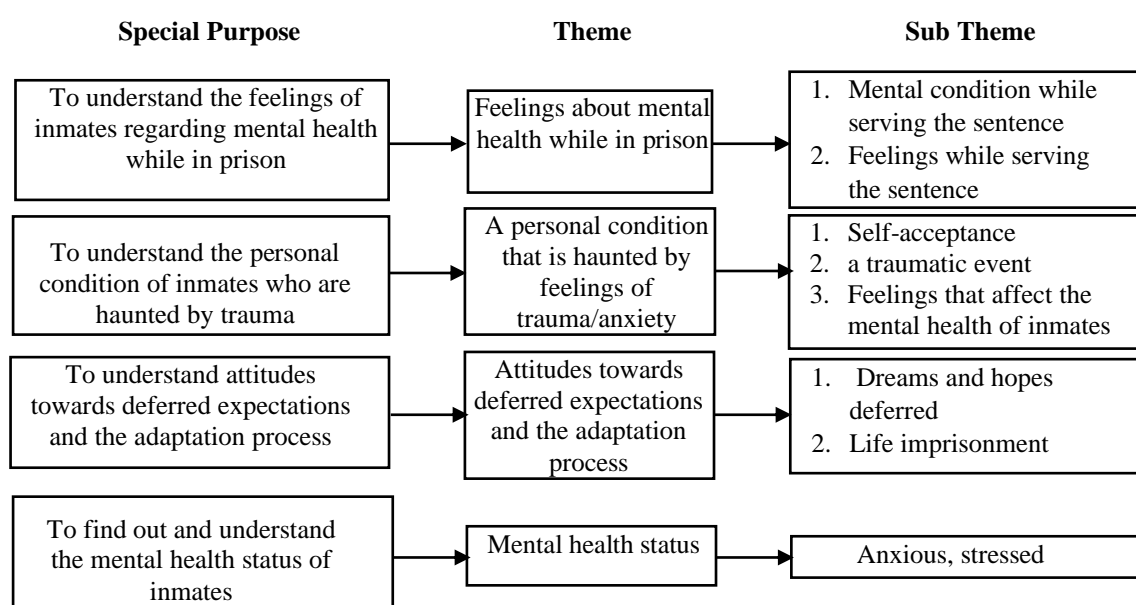 Special Purpose
Theme
Sub Theme
To understand the feelings of
inmates regarding mental health
while in prison
Feelings about mental
health while in prison
1. Mental condition while
serving the sentence
2. Feelings while serving
the sentence
To understand the personal
condition of inmates who are
haunted by trauma
A personal condition
that is haunted by
feelings of
trauma/anxiety
1. Self-acceptance
2. a traumatic event
3. Feelings that affect the
mental health of inmates
To understand attitudes
towards deferred expectations
and the adaptation process
Attitudes towards
deferred expectations
and the adaptation
process
1. Dreams and hopes
deferred
2. Life imprisonment
To find out and understand
the mental health status of
inmates
Mental health status
Anxious, stressed